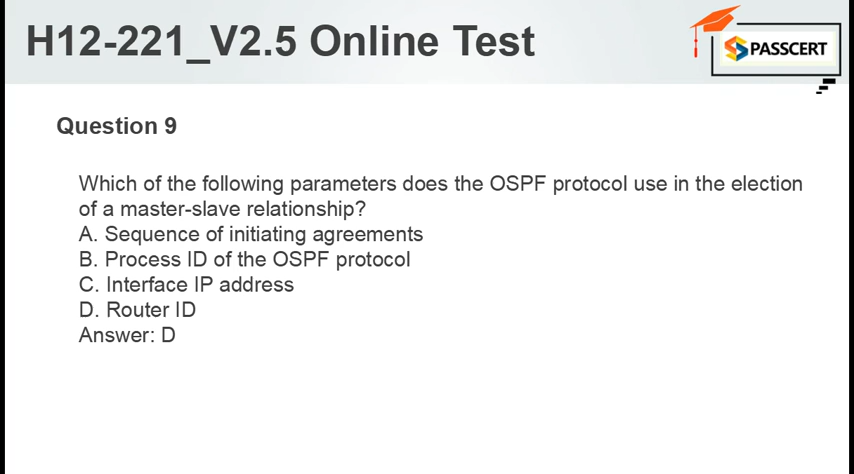 H12-221_V2.5 Online Test
PASSCERT
Question 9
Which of the following parameters does the OSPF protocol use in the election
of a master-slave relationship?
A. Sequence of initiating agreements
B. Process ID of the OSPF protocol
C. Interface IP address
D. Router ID
Answer: D